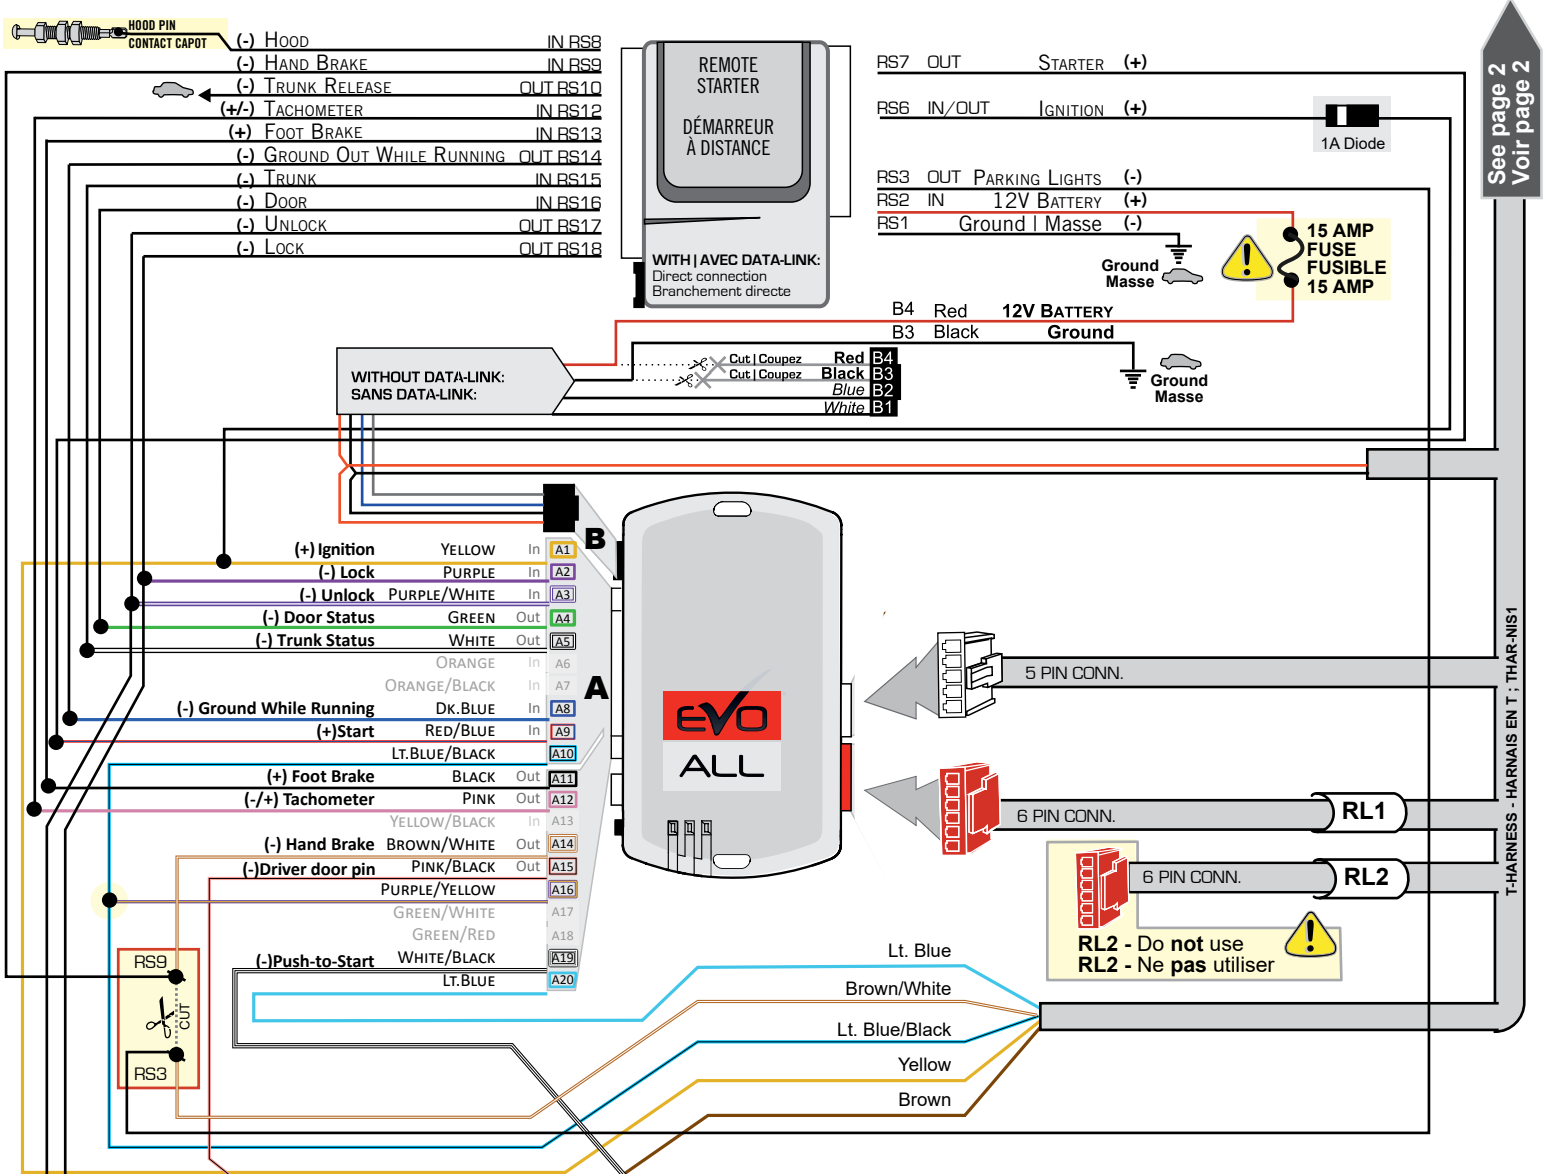 HOOD PIN
CONTACT CAPOT
(-) HOOD IN RS8
(-) HAND BRAKE IN RS9
(-) TRUNK RELEASE OUT RS10
(+/-) TACHOMETER IN RS12
(+) FOOT BRAKE IN RS13
(-) GROUND OUT WHILE RUNNING OUT RS14
(-) TRUNK IN RS15
(-) DOOR IN RS16
(-) UNLOCK OUT RS17
(-) LOCK OUT RS18
REMOTE
STARTER
DÉMARREUR
À DISTANCE
WITH | AVEC DATA-LINK:
Direct connection
Branchement directe
RS7 OUT STARTER (+)
RS6 IN/OUT IGNITION (+)
1A Diode
RS3 OUT PARKING LIGHTS (-)
RS2 IN 12V BATTERY (+)
RS1 Ground | Masse (-)
Ground
Masse
15 AMP
FUSE
FUSIBLE
15 AMP
See page 2
Voir page 2
B4 Red 12V BATTERY
B3 Black Ground
Cut | Coupez Red B4
Cut | Coupez Black B3
Blue B2
White B1
Ground
Masse
WITHOUT DATA-LINK:
SANS DATA-LINK:
B
A
(+) Ignition YELLOW In A1
(-) Lock PURPLE In A2
(-) Unlock PURPLE/WHITE In A3
(-) Door Status GREEN Out A4
(-) Trunk Status WHITE Out A5
ORANGE In A6
ORANGE/BLACK In A7
(-) Ground While Running DK.BLUE In A8
(+)Start RED/BLUE In A9
LT.BLUE/BLACK A10
(+) Foot Brake BLACK Out A11
(-/+) Tachometer PINK Out A12
YELLOW/BLACK In A13
(-) Hand Brake BROWN/WHITE Out A14
(-)Driver door pin PINK/BLACK Out A15
PURPLE/YELLOW A16
GREEN/WHITE A17
GREEN/RED A18
(-)Push-to-Start WHITE/BLACK A19
LT.BLUE A20
EVO
ALL
5 PIN CONN.
6 PIN CONN. RL1
6 PIN CONN. RL2
RL2 - Do not use
RL2 - Ne pas utiliser
T-HARNESS - HARNAIS EN T ; THAR-NIS1
RS9
CUT
RS3
Lt. Blue
Brown/White
Lt. Blue/Black
Yellow
Brown